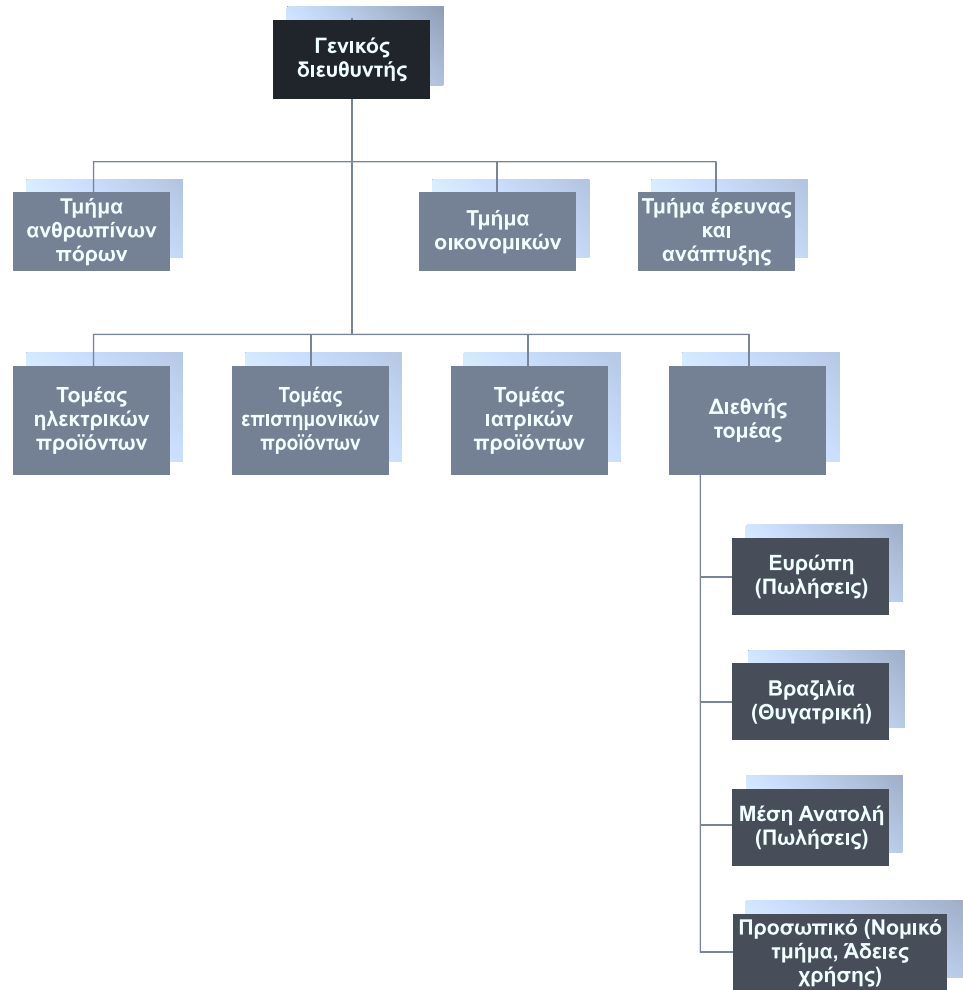 Γενικός
διευθυντής
Τμήμα
ανθρωπίνων
πόρων
Τμήμα
οικονομικών
Τμήμα έρευνας
και
ανάπτυξης
Τομέας
ηλεκτρικών
προϊόντων
Τομέας
επιστημονικών
προϊόντων
Τομέας
ιατρικών
προϊόντων
Διεθνής
τομέας
Ευρώπη
(Πωλήσεις)
Βραζιλία
(Θυγατρική)
Μέση Ανατολή
(Πωλήσεις)
Προσωπικό (Νομικό
τμήμα, Άδειες
χρήσης)